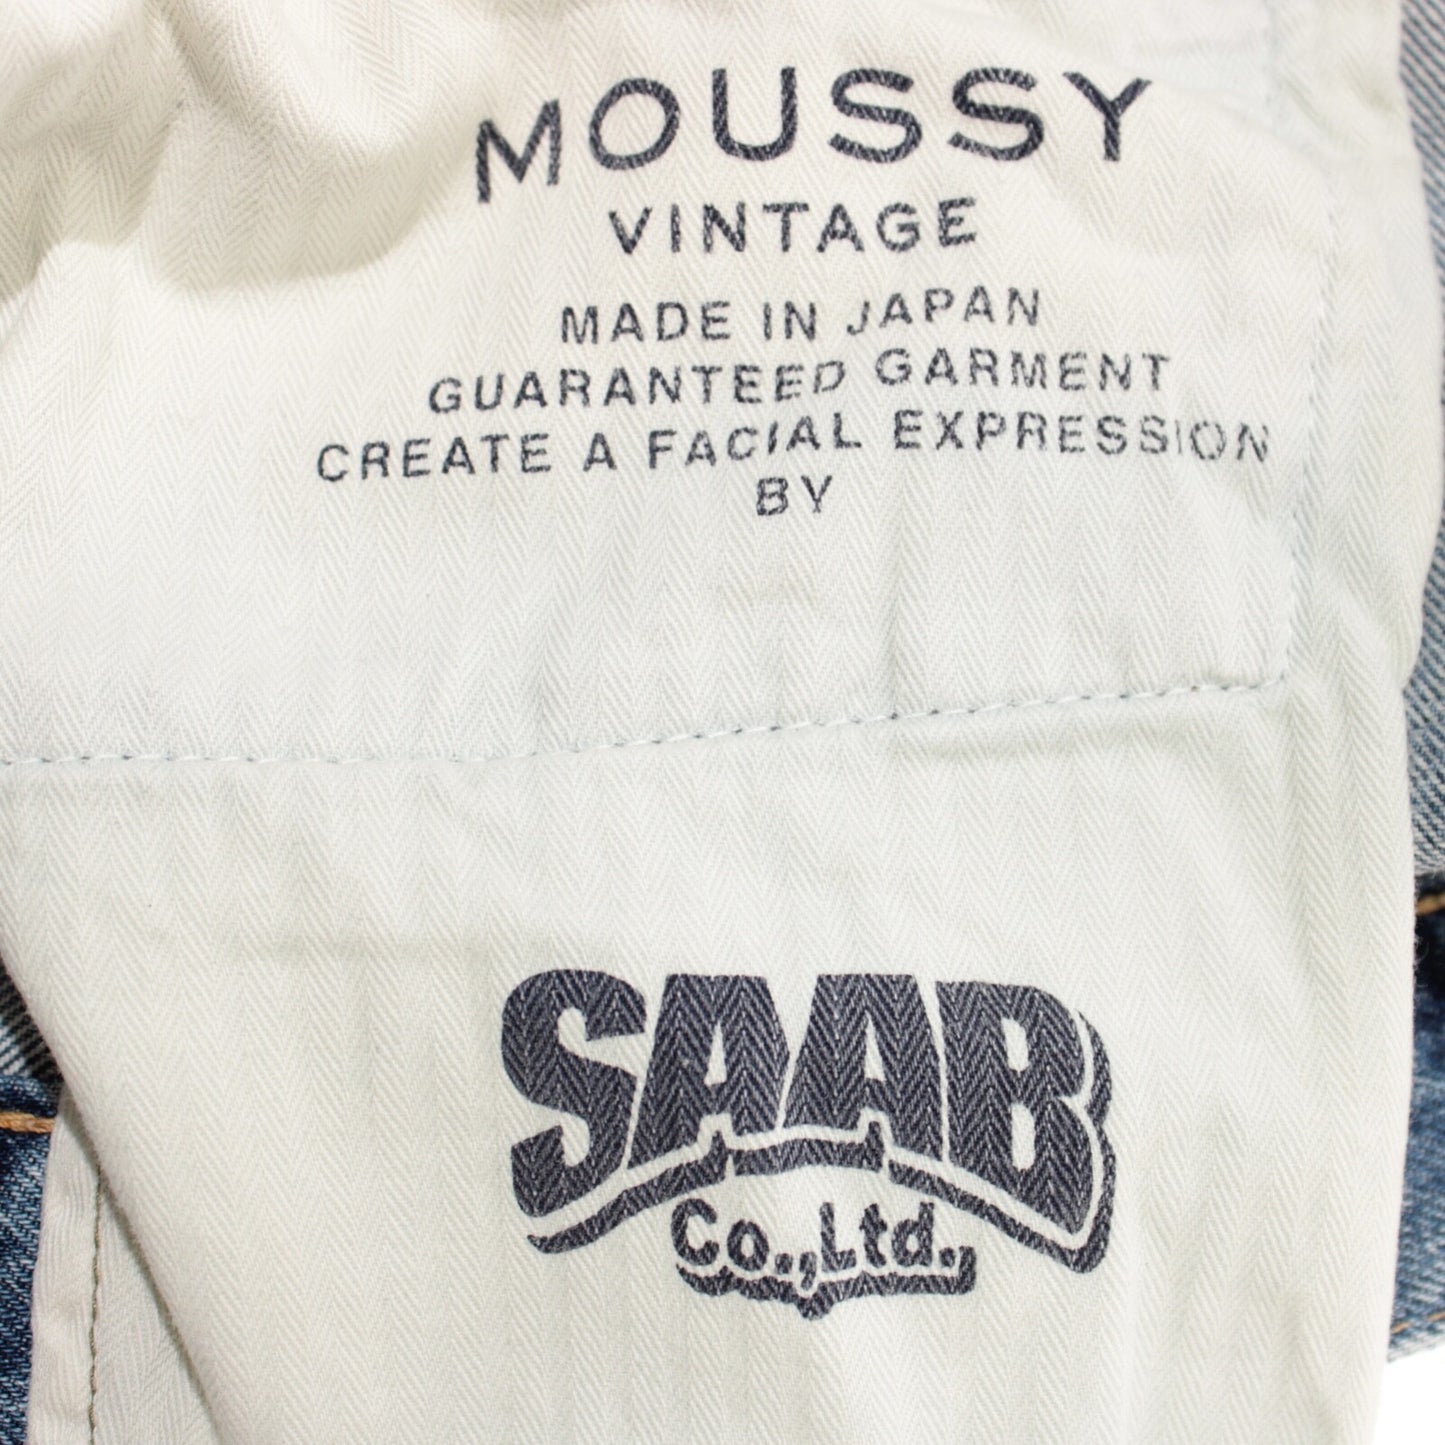 MOUSSY
VINTAGE
MADE IN JAPAN
GUARANTEED GARMENT
CREATE A FACIAL EXPRESSION
BY
SAAB
Co.,Ltd.